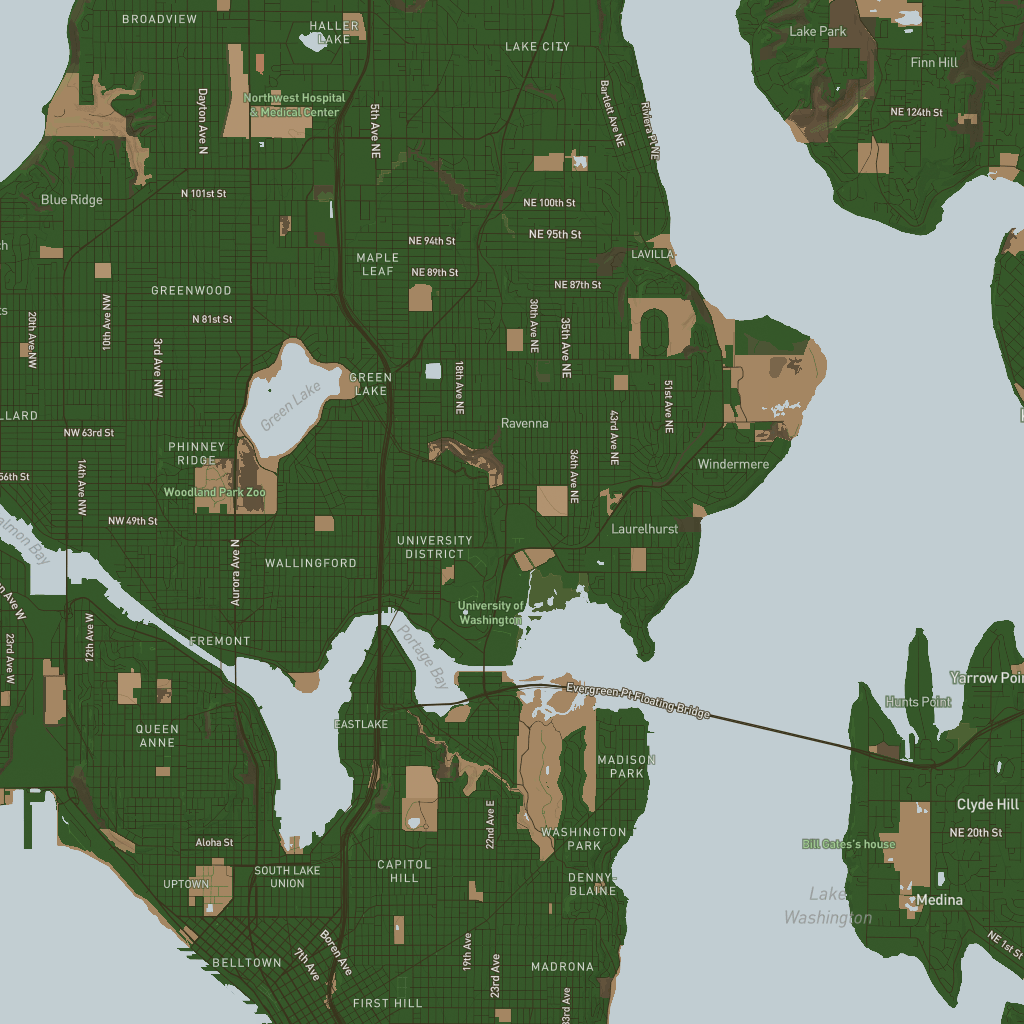 BROADVIEW
HALLER
LAKE
LAKE CITY
Lake Park
Finn Hill
Northwest Hospital
& Medical Center
Dayton Ave N
5th Ave NE
Bartlett Ave NE
Riviera Pl NE
NE 124th St
Blue Ridge
N 101st St
NE 100th St
NE 95th St
NE 94th St
MAPLE
LEAF
NE 89th St
LAVILLA
NE 87th St
GREENWOOD
N 81st St
20th Ave NW
10th Ave NW
3rd Ave NW
30th Ave NE
35th Ave NE
Green Lake
GREEN
LAKE
18th Ave NE
51st Ave NE
43rd Ave NE
LLARD
NW 63rd St
Ravenna
PHINNEY
RIDGE
Windermere
56th St
14th Ave NW
36th Ave NE
Woodland Park Zoo
NW 49th St
Laurelhurst
almon Bay
UNIVERSITY
DISTRICT
WALLINGFORD
Aurora Ave N
University of
Washington
n Ave W
23rd Ave W
12th Ave W
FREMONT
Portage Bay
Evergreen Pt Floating Bridge
Yarrow Poin
Hunts Point
QUEEN
ANNE
EASTLAKE
MADISON
PARK
Clyde Hill
NE 20th St
22nd Ave E
Aloha St
WASHINGTON
PARK
Bill Gates's house
CAPITOL
HILL
SOUTH LAKE
UNION
UPTOWN
DENNY-
BLAINE
Lake
Washington
Medina
NE 1st St
BELLTOWN
7th Ave
Boren Ave
19th Ave
23rd Ave
MADRONA
33rd Ave
FIRST HILL